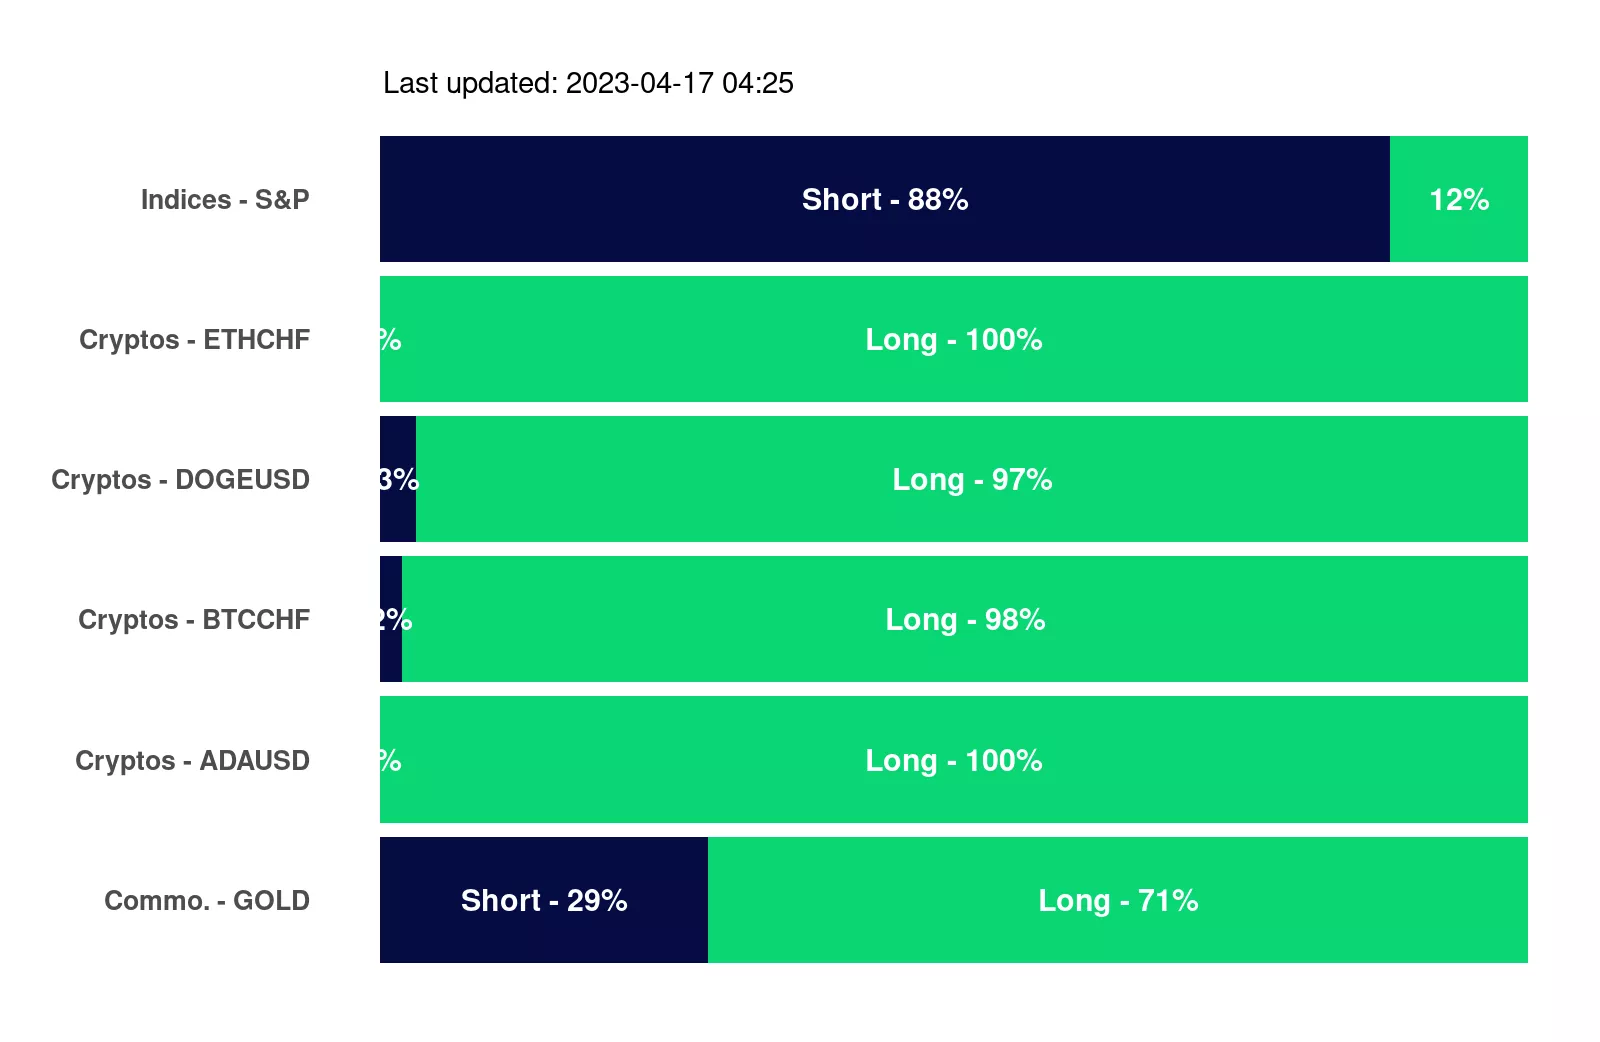 Last updated: 2023-04-17 04:25
Indices - S&P
Short - 88%
12%
Cryptos - ETHCHF
%
Long - 100%
Cryptos - DOGEUSD
3%
Long - 97%
Cryptos - BTCCHF
2%
Long - 98%
Cryptos - ADAUSD
%
Long - 100%
Commo. - GOLD
Short - 29%
Long - 71%